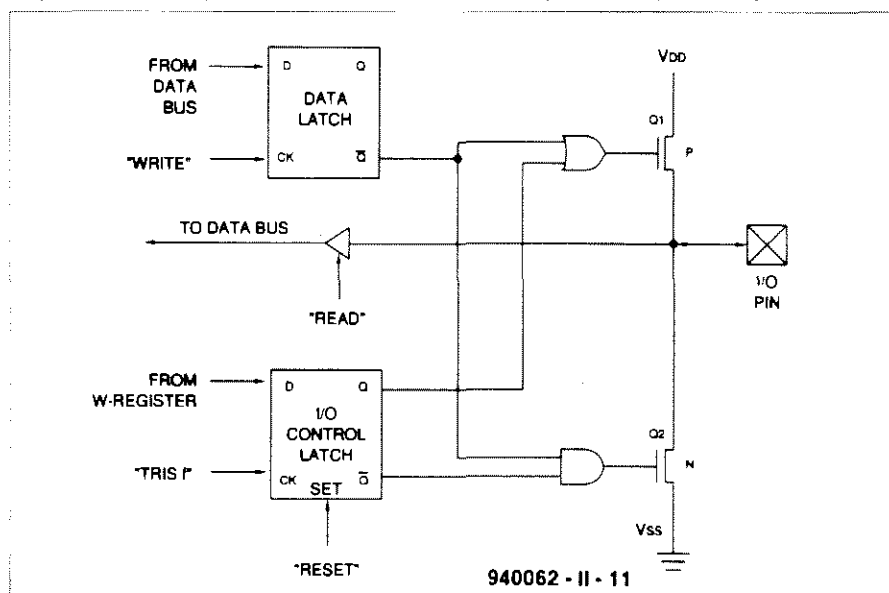 FROM
DATA
BUS
D
Q
DATA
LATCH
"WRITE"
CK
Q
VDD
Q1
P
TO DATA BUS
"READ"
I/O
PIN
FROM
W-REGISTER
D
Q
I/O
CONTROL
LATCH
"TRIS f"
CK
Q
SET
"RESET"
Q2
N
VSS
940062 - II - 11